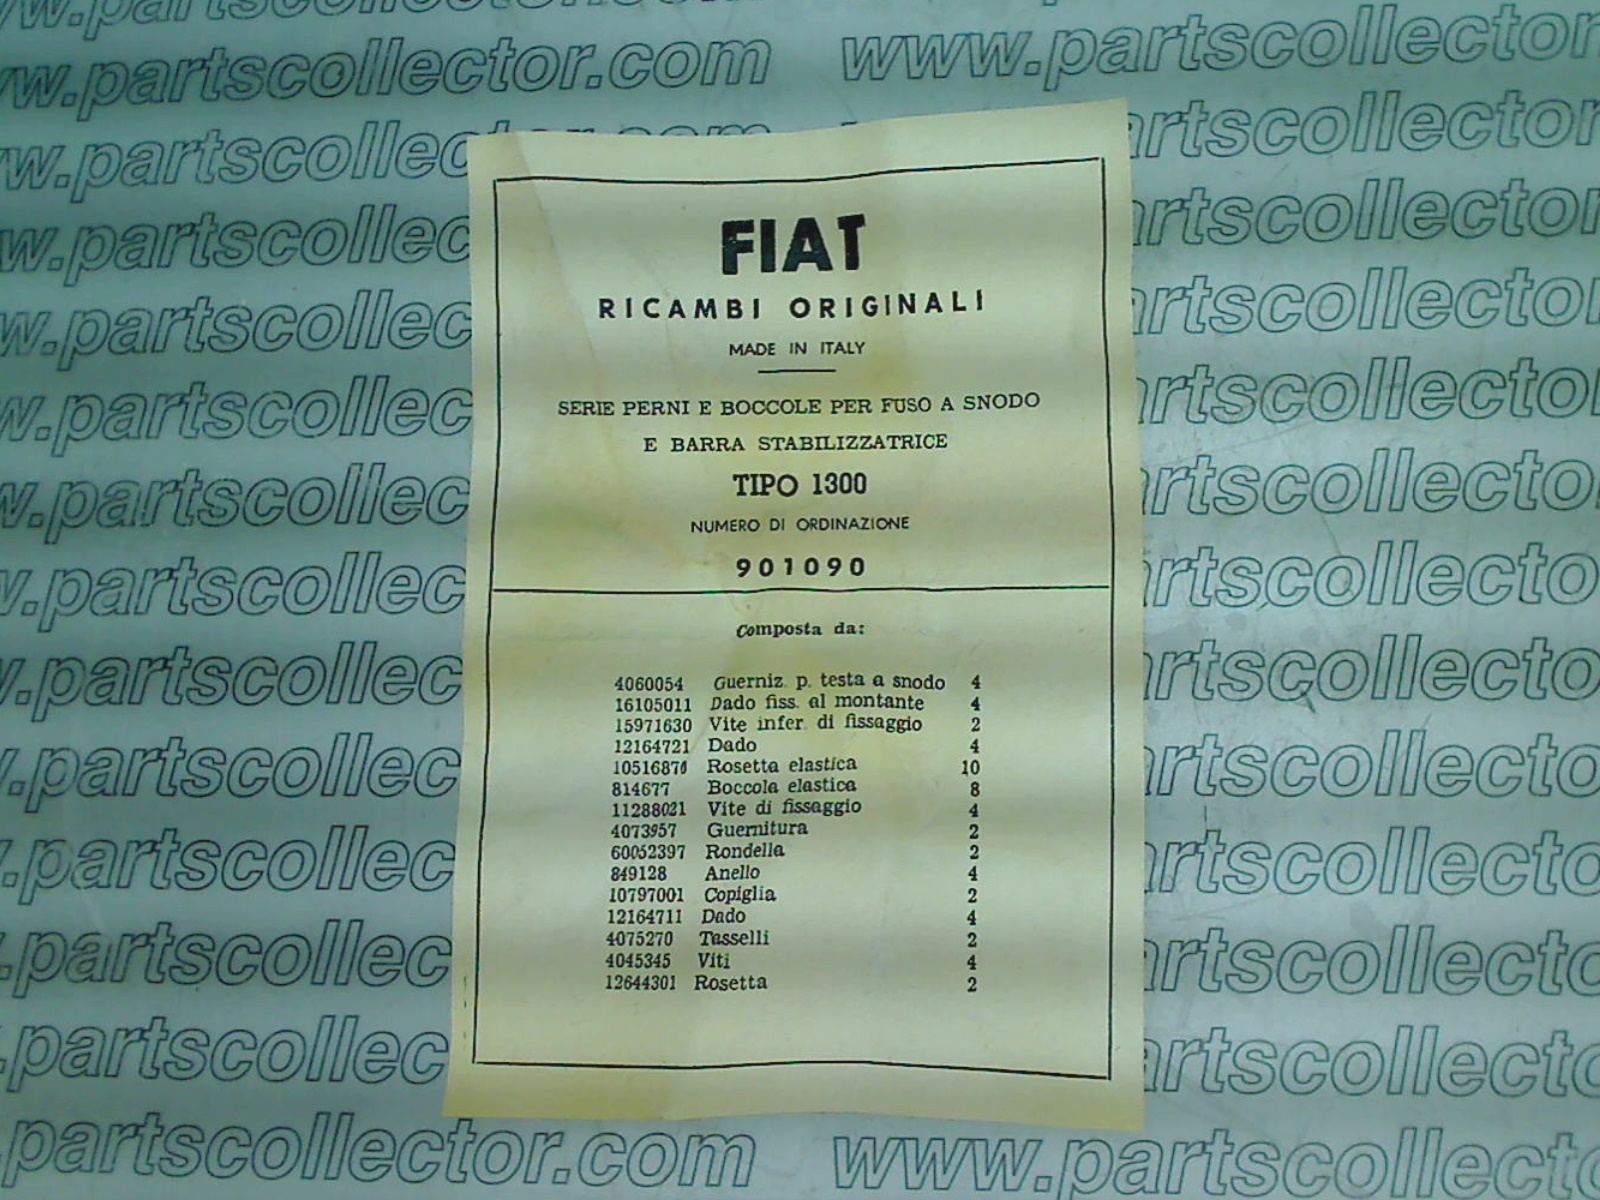 www.partscollector.com www.partscollector
FIAT
RICAMBI ORIGINALI
MADE IN ITALY
SERIE PERNI E BOCCOLE PER FUSO A SNODO
E BARRA STABILIZZATRICE
TIPO 1300
NUMERO DI ORDINAZIONE
901090
Composta da:
4060054 Guerniz. p. testa a snodo 4
16105011 Dado fiss. al montante 4
15971630 Vite infer. di fissaggio 2
12164721 Dado 4
10516870 Rosetta elastica 10
814677 Boccola elastica 8
11288021 Vite di fissaggio 4
4073957 Guernitura 2
60052397 Rondella 2
849128 Anello 4
10797001 Copiglia 2
12164711 Dado 4
4075270 Tasselli 2
4045345 Viti 4
12644301 Rosetta 2
.partscollector.com www.partscollecto